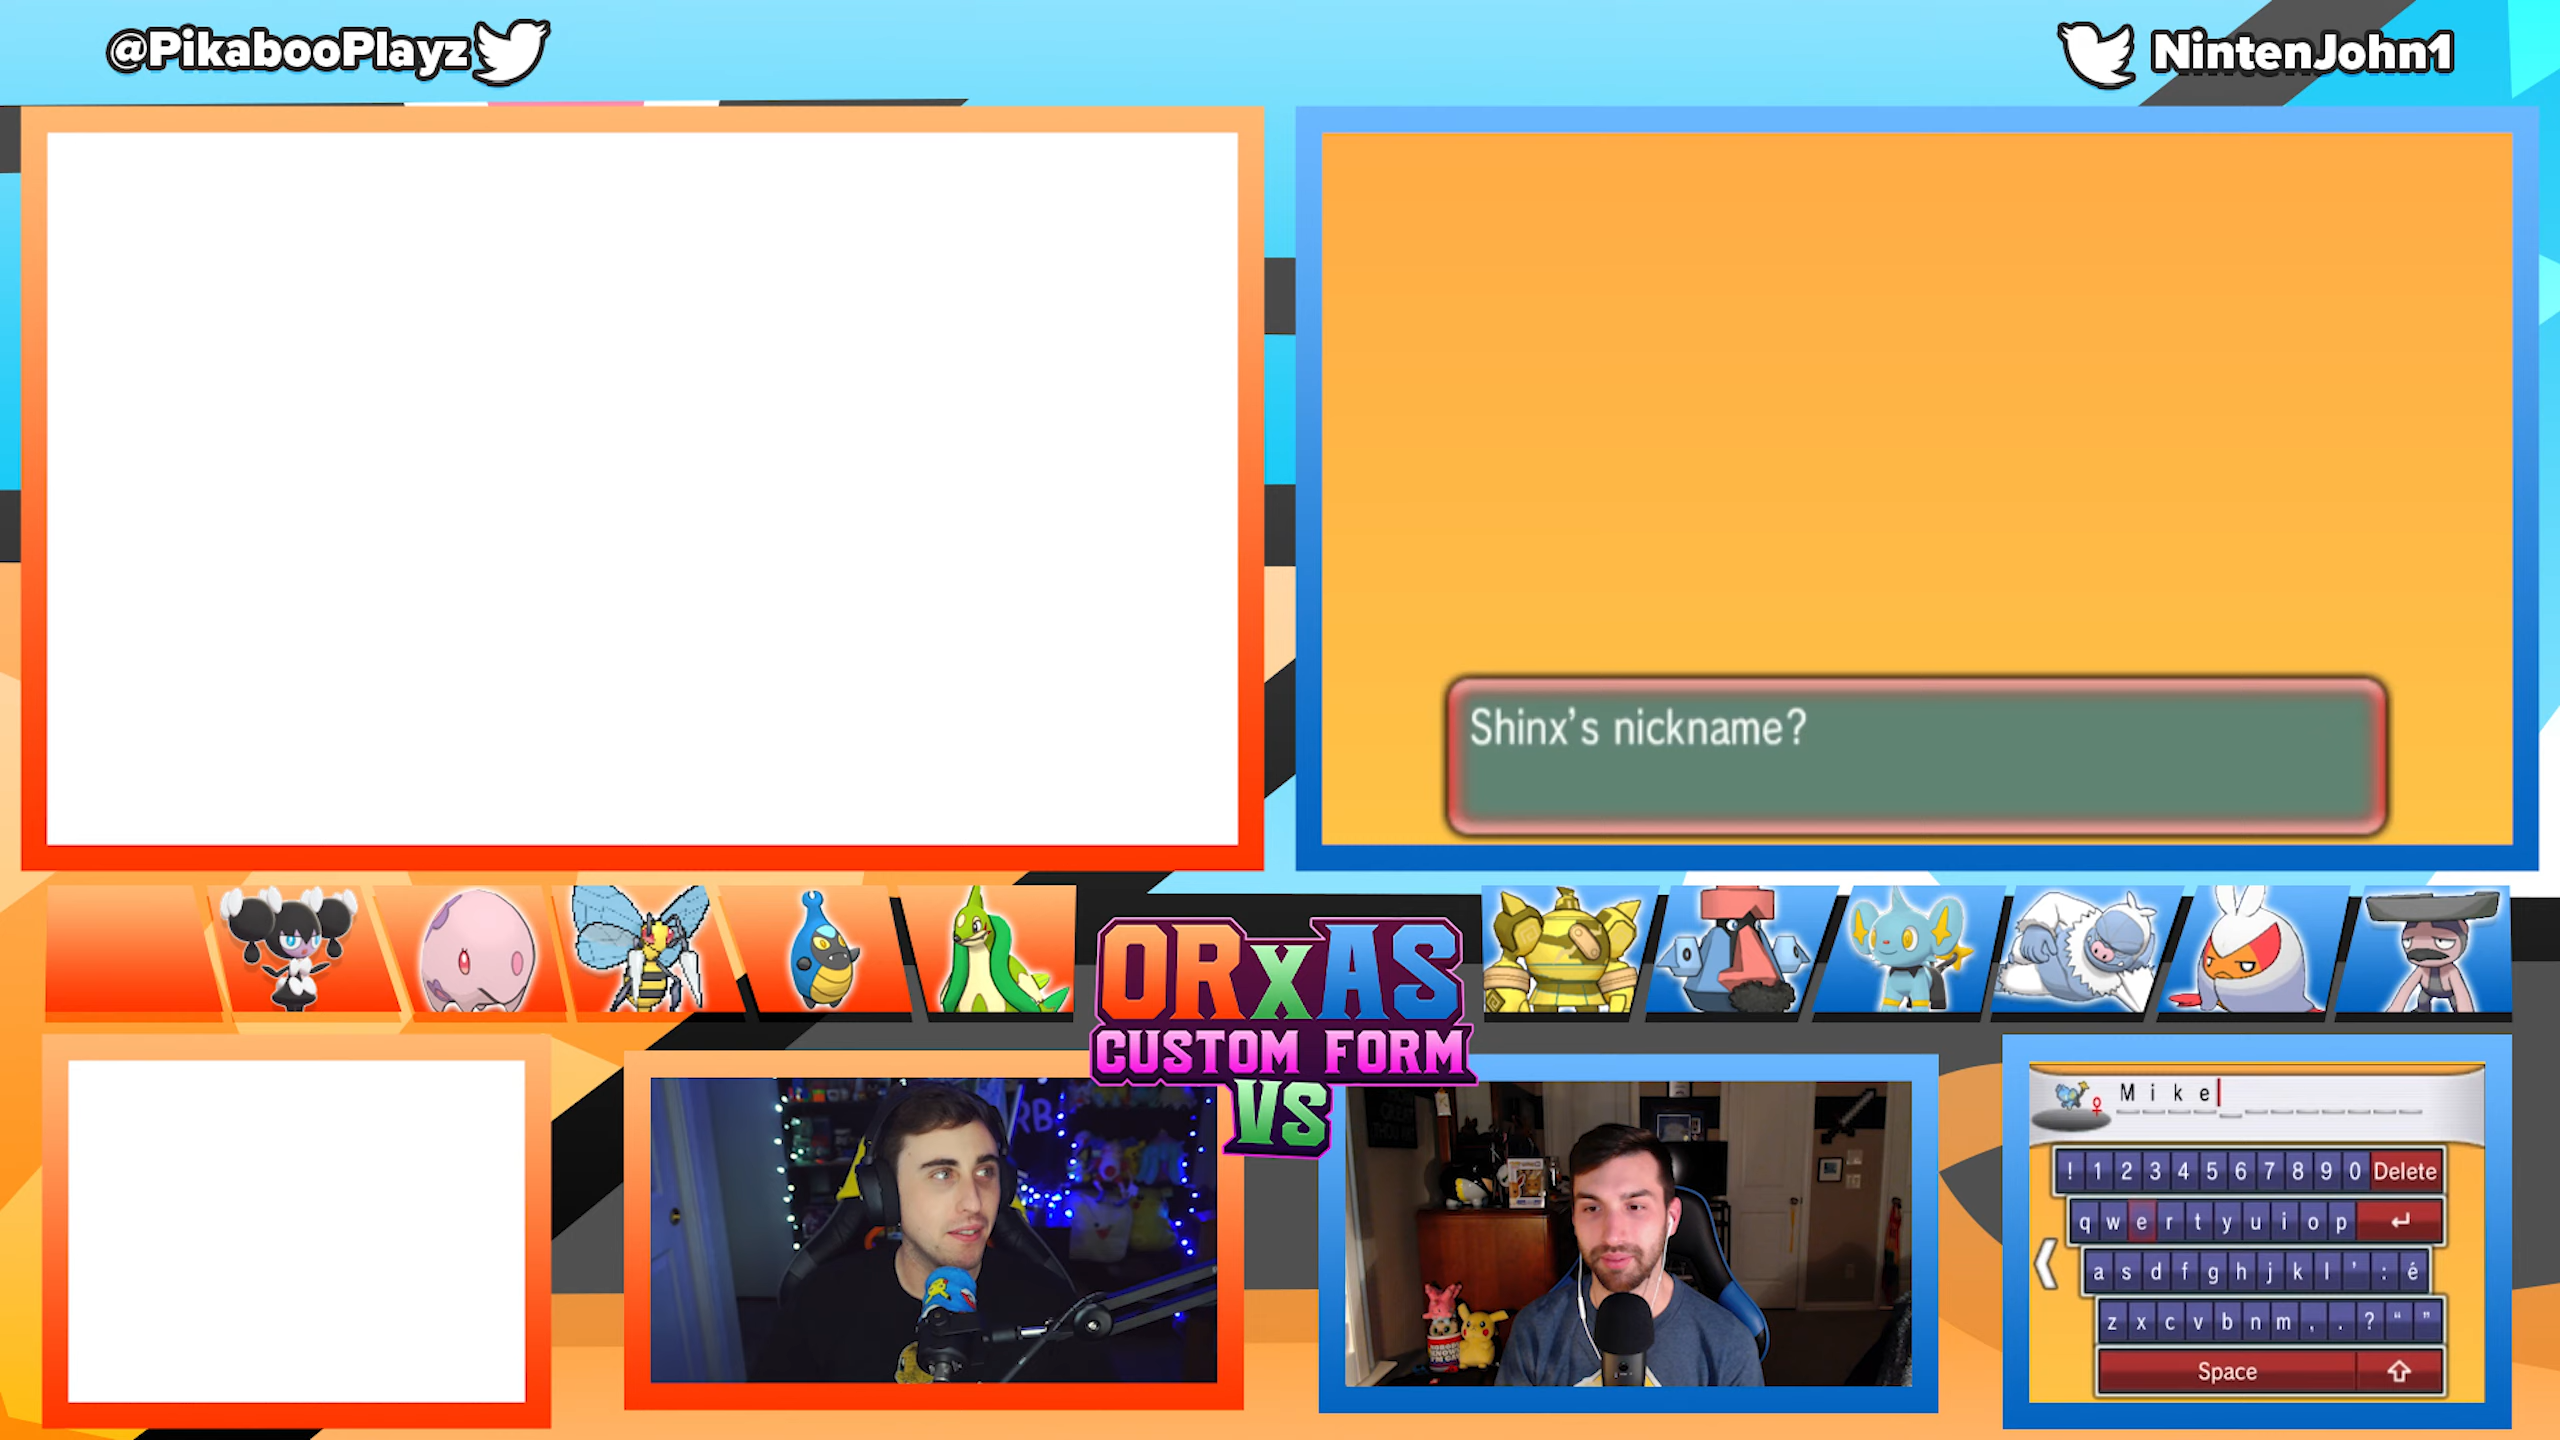 @PikabooPlayz
NintenJohn1
Shinx's nickname?
ORxAS
CUSTOM FORM
VS
Mike
! 1 2 3 4 5 6 7 8 9 0 Delete
q w e r t y u i o p
a s d f g h j k l ' : é
z x c v b n m , . ? “ ”
Space